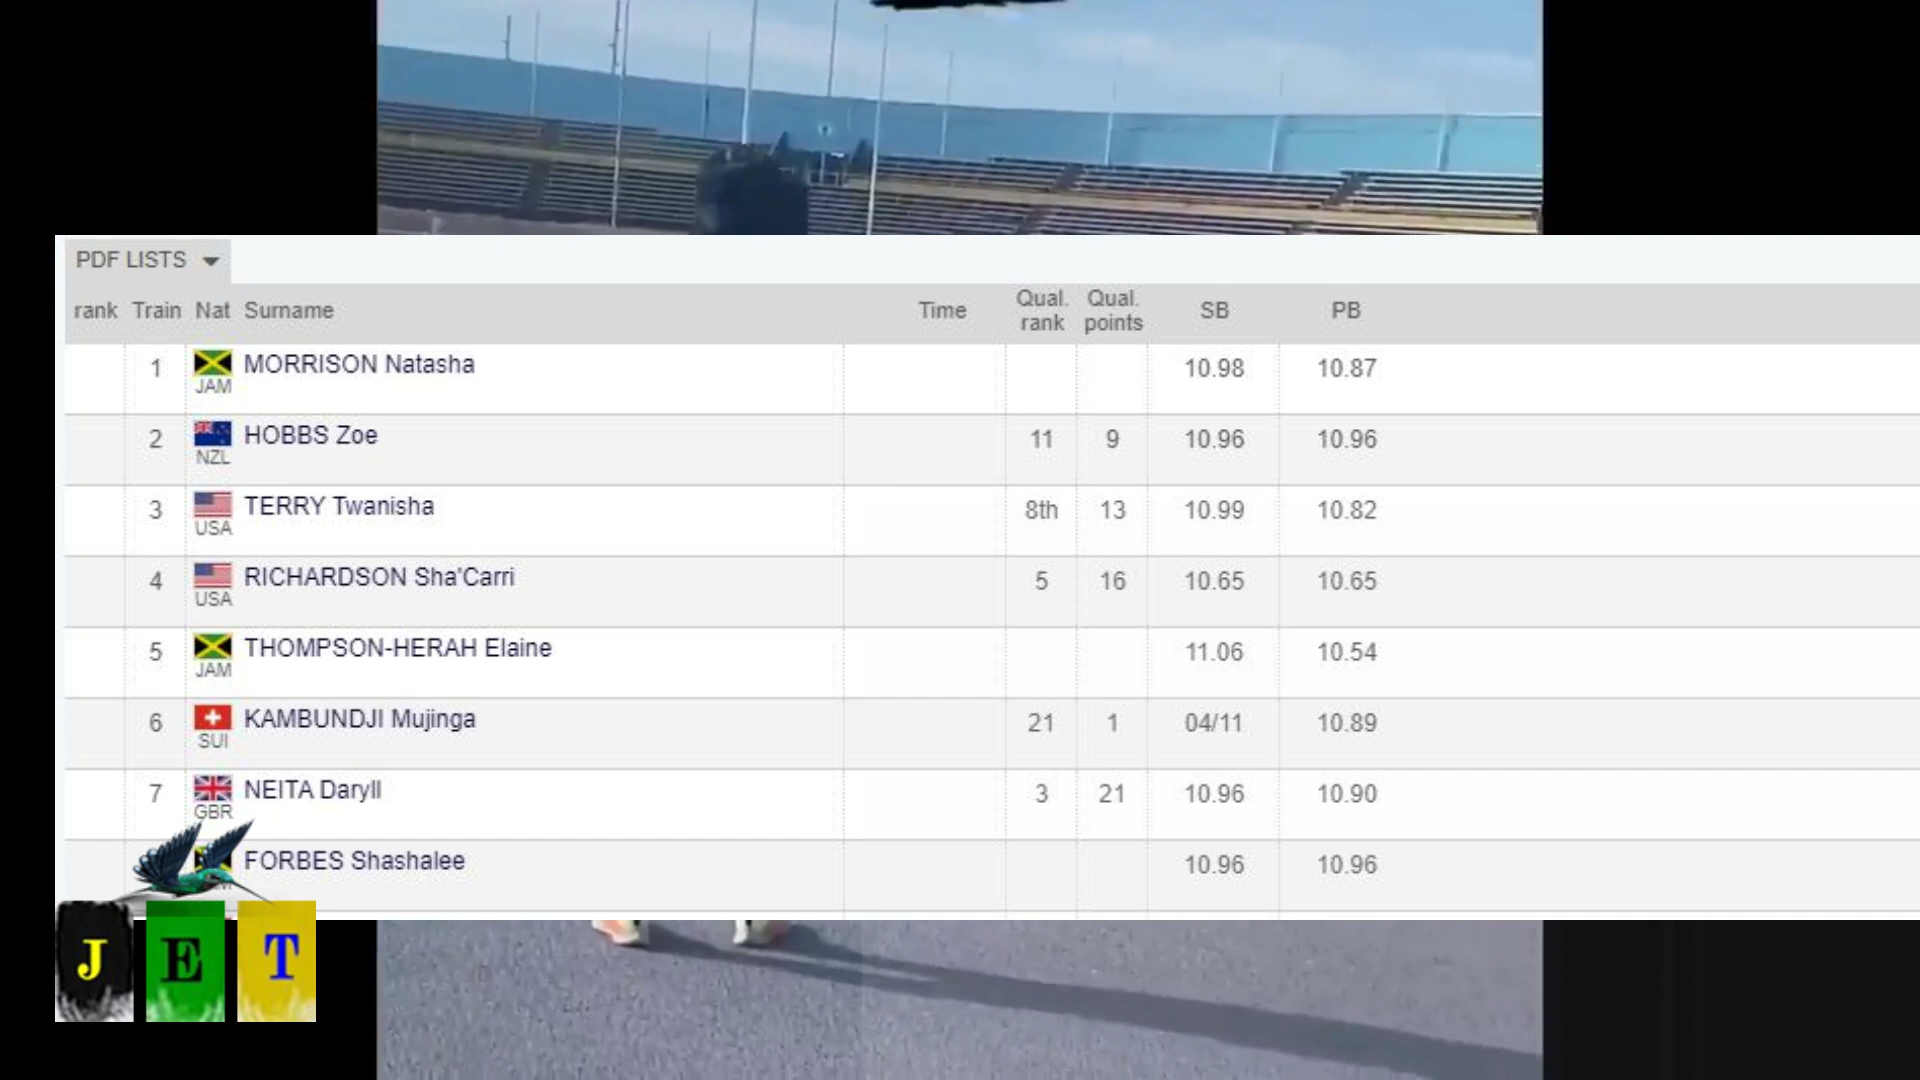 PDF LISTS
rank Train Nat Surname Time Qual. rank Qual. points SB PB
1 JAM MORRISON Natasha 10.98 10.87
2 NZL HOBBS Zoe 11 9 10.96 10.96
3 USA TERRY Twanisha 8th 13 10.99 10.82
4 USA RICHARDSON Sha'Carri 5 16 10.65 10.65
5 JAM THOMPSON-HERAH Elaine 11.06 10.54
6 SUI KAMBUNDJI Mujinga 21 1 04/11 10.89
7 GBR NEITA Daryll 3 21 10.96 10.90
FORBES Shashalee 10.96 10.96
J E T